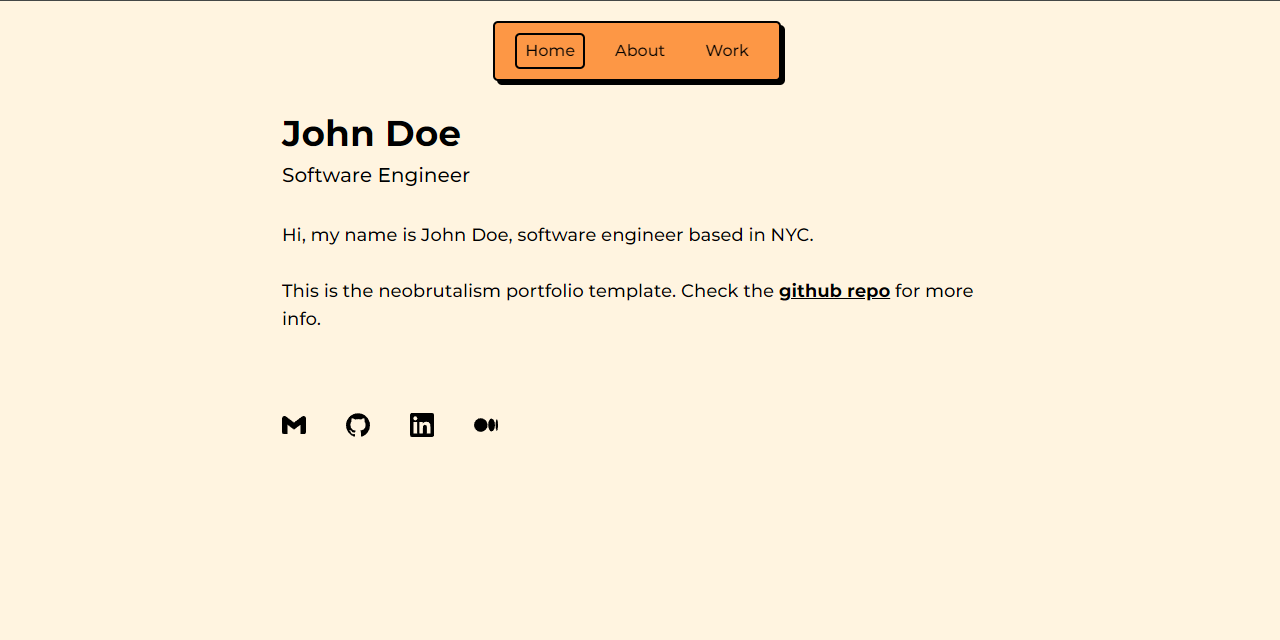 Home About Work
John Doe
Software Engineer
Hi, my name is John Doe, software engineer based in NYC.
This is the neobrutalism portfolio template. Check the github repo for more
info.